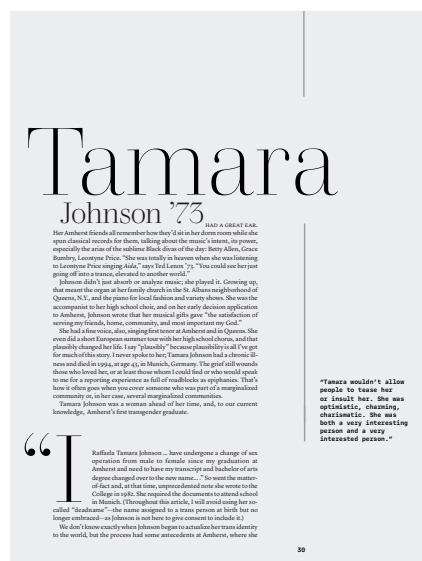 Tamara
Johnson ’73
HAD A GREAT EAR.
Her Amherst friends all remember how they’d sit in her dorm room while she
spun classical records for them, talking about the music’s intent, its power,
especially the arias of the sublime Black divas of the day: Betty Allen, Grace
Bumbry, Leontyne Price. “She was totally in heaven when she was listening
to Leontyne Price singing Aida,” says Ted Lenox ’73. “You could see her just
going off into a trance, elevated to another world.”
Johnson didn’t just absorb or analyze music; she played it. Growing up,
that meant the organ at her family church in the St. Albans neighborhood of
Queens, N.Y., and the piano for local fashion and variety shows. She was the
accompanist to her high school choir, and on her early decision application
to Amherst, Johnson wrote that her musical gifts gave “the satisfaction of
serving my friends, home, community, and most important my God.”
She had a fine voice, also, singing first tenor at Amherst and in Queens. She
even did a short European summer tour with her high school chorus, and that
plausibly changed her life. I say “plausibly” because plausibility is all I’ve got
for much of this story. I never spoke to her; Tamara Johnson had a chronic ill-
ness and died in 1994, at age 43, in Munich, Germany. The grief still wounds
those who loved her, or at least those whom I could find or who would speak
to me for a reporting experience as full of roadblocks as epiphanies. That’s
how it often goes when you cover someone who was part of a marginalized
community or, in her case, several marginalized communities.
Tamara Johnson was a woman ahead of her time, and, to our current
knowledge, Amherst’s first transgender graduate.
“I
Raffaela Tamara Johnson ... have undergone a change of sex
operation from male to female since my graduation at
Amherst and need to have my transcript and bachelor of arts
degree changed over to the new name. . . .” So went the matter-
of-fact and, at that time, unprecedented note she wrote to the
College in 1982. She required the documents to attend school
in Munich. (Throughout this article, I will avoid using her so-
called “deadname”—the name assigned to a trans person at birth but no
longer embraced—as Johnson is not here to give consent to include it.)
We don’t know exactly when Johnson began to actualize her trans identity
to the world, but the process had some antecedents at Amherst, where she
“Tamara wouldn’t allow
people to tease her
or insult her. She was
optimistic, charming,
charismatic. She was
both a very interesting
person and a very
interested person.”
30